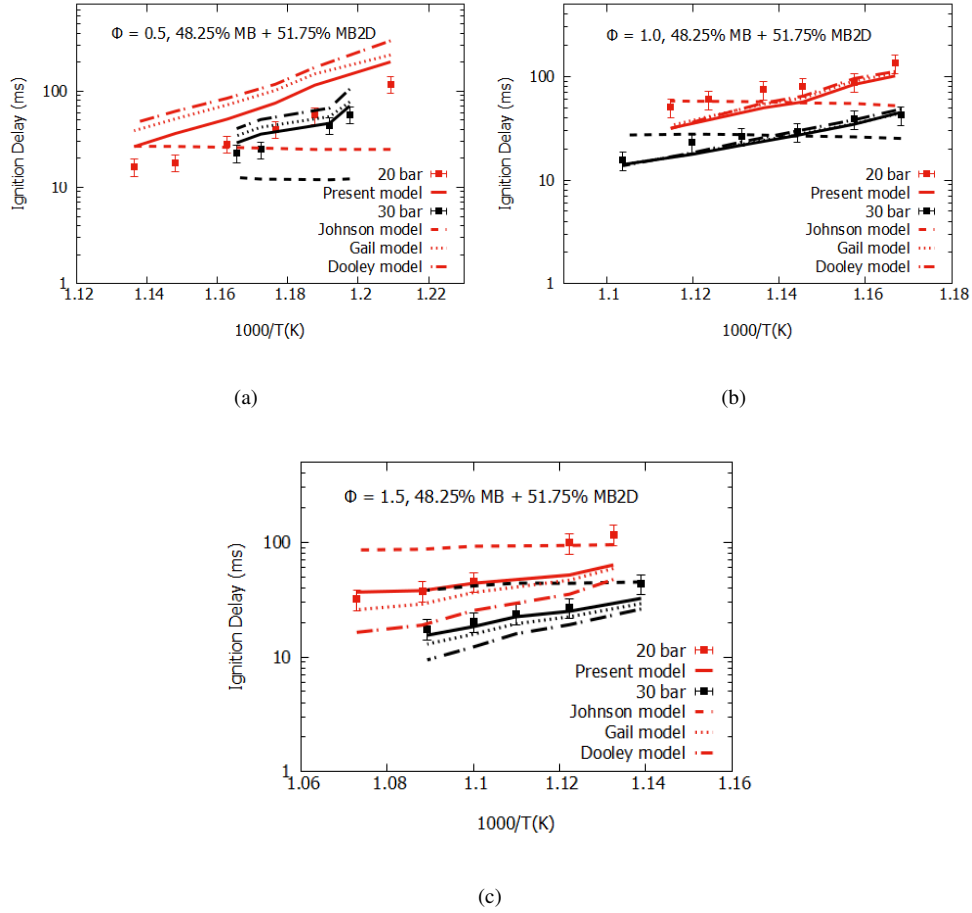 Φ = 0.5, 48.25% MB + 51.75% MB2D
Ignition Delay (ms)
100
10
1
20 bar
Present model
30 bar
Johnson model
Gail model
Dooley model
1.12 1.14 1.16 1.18 1.2 1.22
1000/T(K)
(a)
Φ = 1.0, 48.25% MB + 51.75% MB2D
Ignition Delay (ms)
100
10
1
20 bar
Present model
30 bar
Johnson model
Gail model
Dooley model
1.1 1.12 1.14 1.16 1.18
1000/T(K)
(b)
Φ = 1.5, 48.25% MB + 51.75% MB2D
Ignition Delay (ms)
100
10
1
20 bar
Present model
30 bar
Johnson model
Gail model
Dooley model
1.06 1.08 1.1 1.12 1.14 1.16
1000/T(K)
(c)